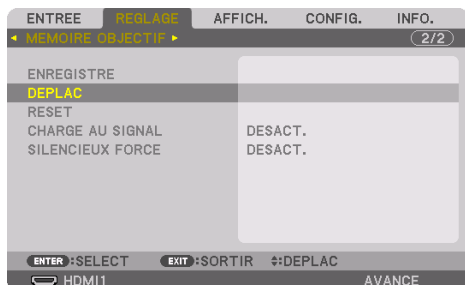 ENTREE REGLAGE AFFICH. CONFIG. INFO.
MEMOIRE OBJECTIF 2/2
ENREGISTRE
DEPLAC
RESET
CHARGE AU SIGNAL DESACT.
SILENCIEUX FORCE DESACT.
ENTER :SELECT EXIT :SORTIR :DEPLAC
HDMI1 AVANCE